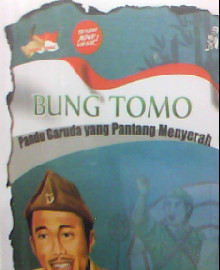 BUNG TOMO
Pandu Garuda yang Pantang Menyerah